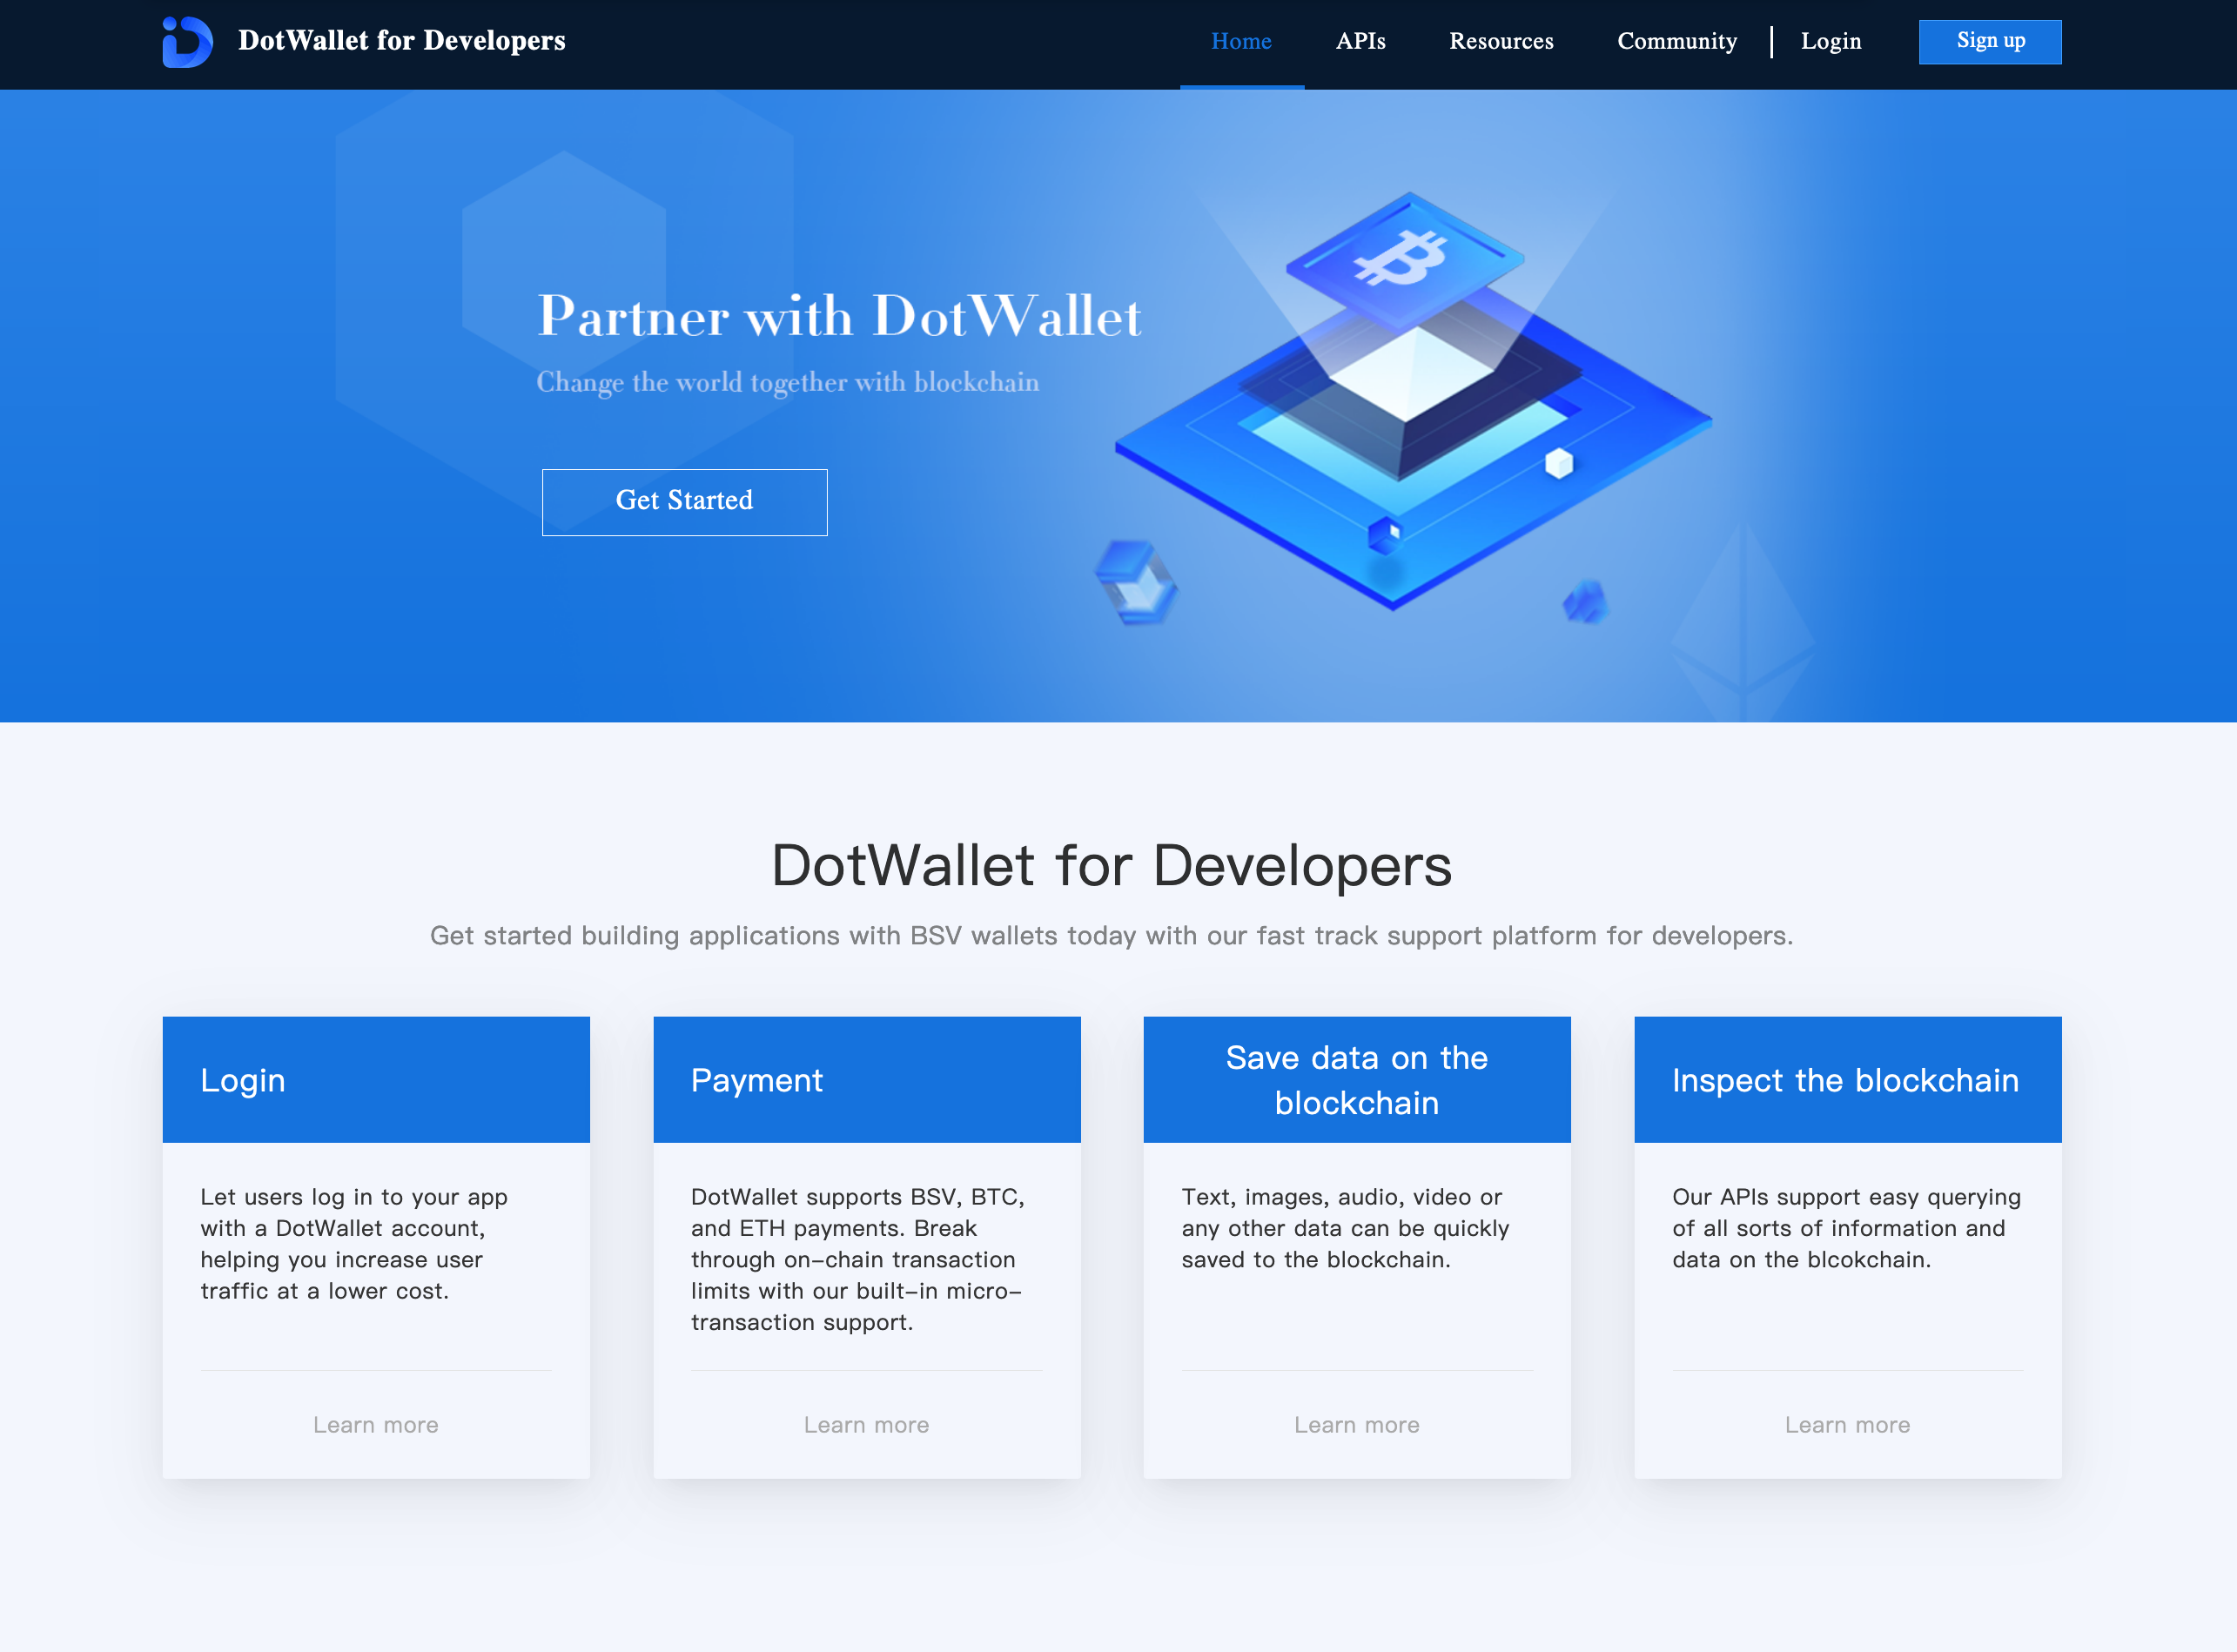 DotWallet for Developers
Home
APIs
Resources
Community
Login
Sign up
Partner with DotWallet
Change the world together with blockchain
Get Started
DotWallet for Developers
Get started building applications with BSV wallets today with our fast track support platform for developers.
Login
Let users log in to your app
with a DotWallet account,
helping you increase user
traffic at a lower cost.
Learn more
Payment
DotWallet supports BSV, BTC,
and ETH payments. Break
through on-chain transaction
limits with our built-in micro-
transaction support.
Learn more
Save data on the
blockchain
Text, images, audio, video or
any other data can be quickly
saved to the blockchain.
Learn more
Inspect the blockchain
Our APIs support easy querying
of all sorts of information and
data on the blcokchain.
Learn more